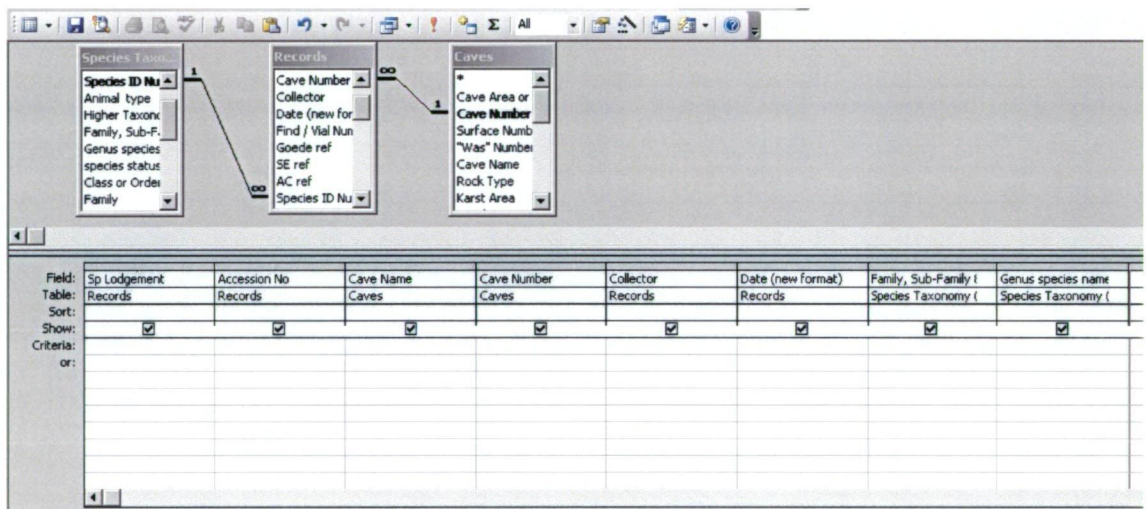 Σ All
Species Taxo...
Species ID Nu
Animal type
Higher Taxono
Family, Sub-F
Genus species
species status
Class or Order
Family
1
∞
Records
Cave Number
Collector
Date (new for
Find / Vial Num
Goede ref
SE ref
AC ref
Species ID Nu
∞
1
Caves
*
Cave Area or
Cave Number
Surface Numb
"Was" Number
Cave Name
Rock Type
Karst Area
Field: Sp Lodgement Accession No Cave Name Cave Number Collector Date (new format) Family, Sub-Family & Genus species name
Table: Records Records Caves Caves Records Records Species Taxonomy ( Species Taxonomy (
Sort:
Show:
Criteria:
or: